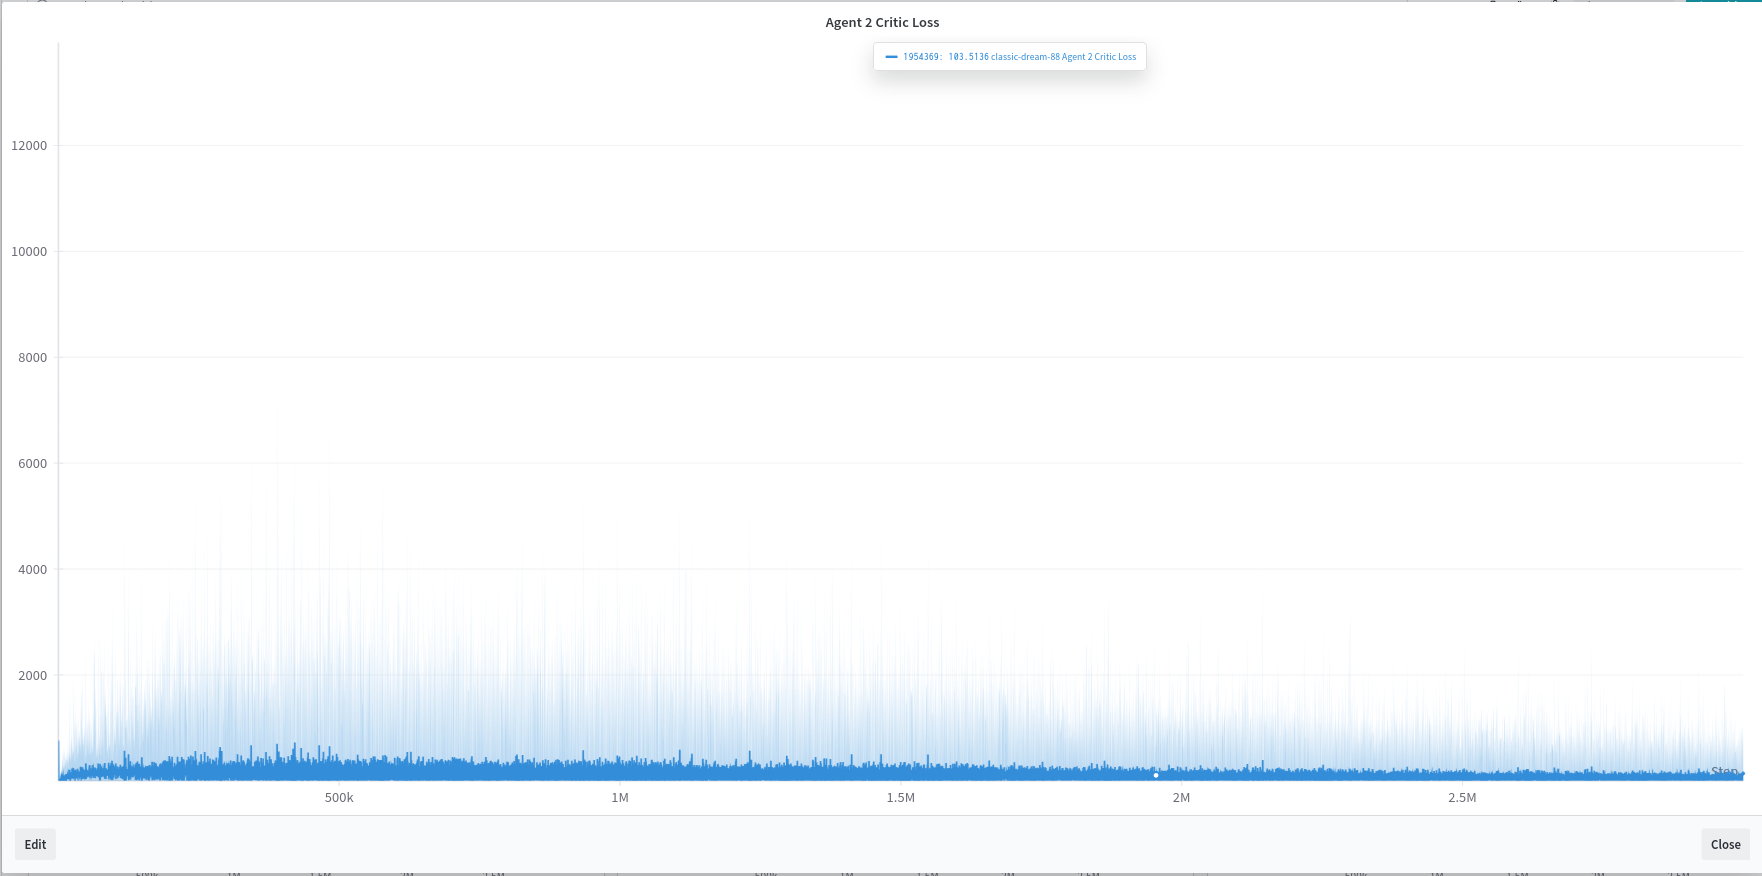 Agent 2 Critic Loss
1954369: 103.5136 classic-dream-88 Agent 2 Critic Loss
12000
10000
8000
6000
4000
2000
Step
500k
1M
1.5M
2M
2.5M
Edit
Close